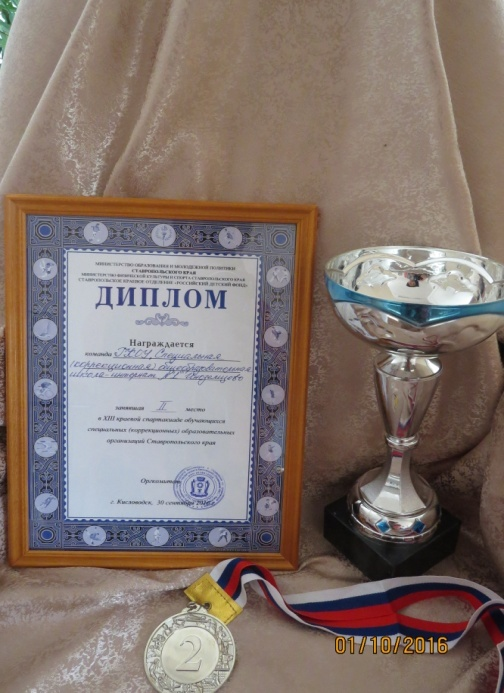 МИНИСТЕРСТВО ОБРАЗОВАНИЯ И МОЛОДЕЖНОЙ ПОЛИТИКИ
СТАВРОПОЛЬСКОГО КРАЯ
МИНИСТЕРСТВО ФИЗИЧЕСКОЙ КУЛЬТУРЫ И СПОРТА СТАВРОПОЛЬСКОГО КРАЯ
СТАВРОПОЛЬСКОЕ КРАЕВОЕ ОТДЕЛЕНИЕ «РОССИЙСКИЙ ДЕТСКИЙ ФОНД»
ДИПЛОМ
Награждается
команда ГКОУ Специальная
(коррекционная) общеобразовательная
школа-интернат
занявшая II место
в XIII краевой спартакиаде обучающихся
специальных (коррекционных) образовательных
организаций Ставропольского края
Оргкомитет
г. Кисловодск, 30 сентября 2016
2
01/10/2016